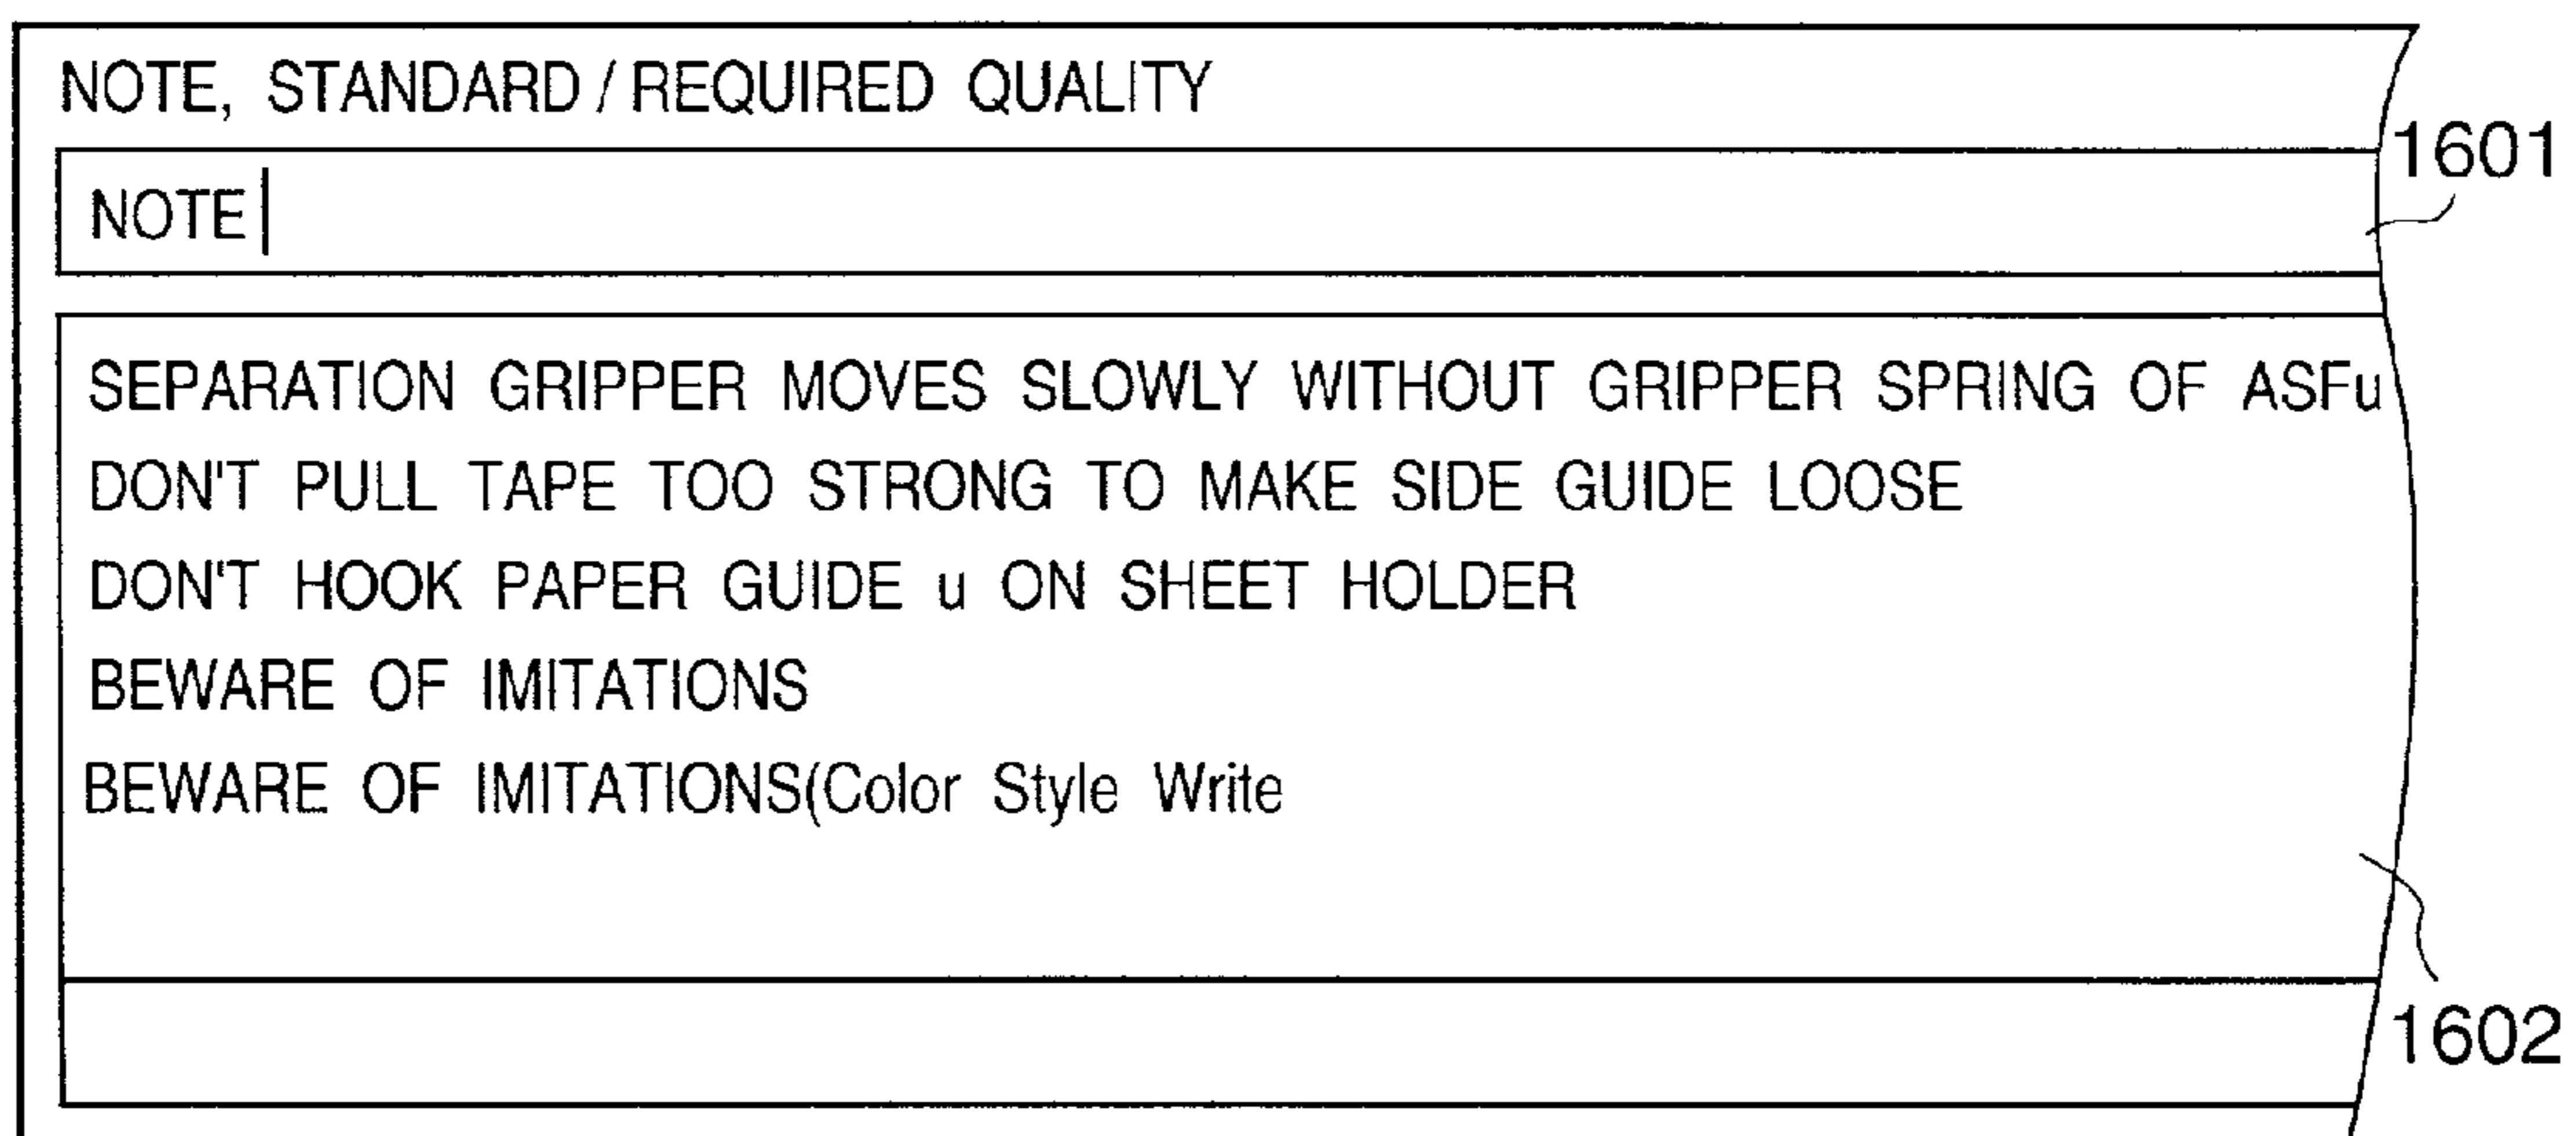 NOTE, STANDARD / REQUIRED QUALITY
1601
NOTE
SEPARATION GRIPPER MOVES SLOWLY WITHOUT GRIPPER SPRING OF ASFu
DON'T PULL TAPE TOO STRONG TO MAKE SIDE GUIDE LOOSE
DON'T HOOK PAPER GUIDE u ON SHEET HOLDER
BEWARE OF IMITATIONS
BEWARE OF IMITATIONS(Color Style Write
1602